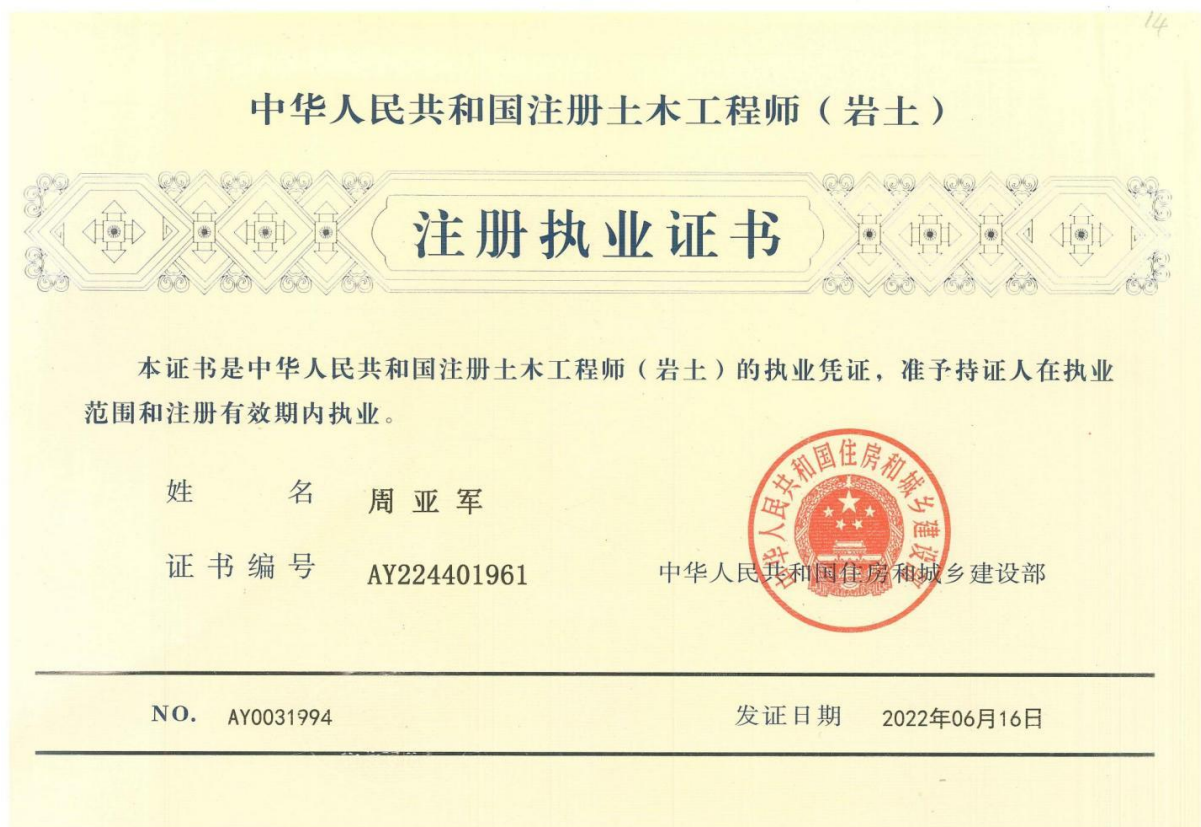 14
中华人民共和国注册土木工程师（岩土）
注册执业证书
本证书是中华人民共和国注册土木工程师（岩土）的执业凭证，准予持证人在执业
范围和注册有效期内执业。
姓 名 周亚军
中华人民共和国住房和城乡建设部
证书编号 AY224401961 中华人民共和国住房和城乡建设部
NO. AY0031994 发证日期 2022年06月16日